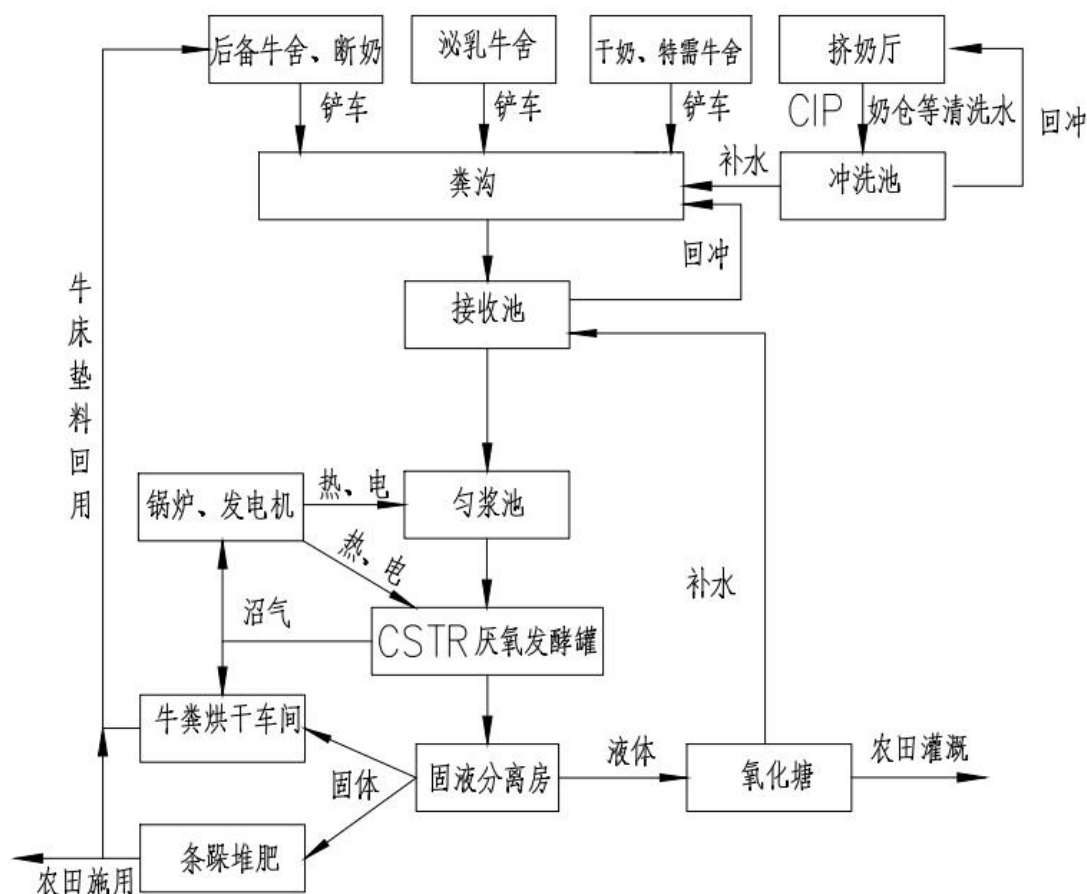 后备牛舍、断奶
泌乳牛舍
干奶、特需牛舍
挤奶厅
铲车
铲车
铲车
CIP 奶仓等清洗水
回冲
粪沟
补水
冲洗池
回冲
接收池
牛床垫料回用
锅炉、发电机
热、电
匀浆池
热、电
补水
沼气
CSTR厌氧发酵罐
牛粪烘干车间
固体
固液分离房
液体
氧化塘
农田灌溉
条跺堆肥
农田施用